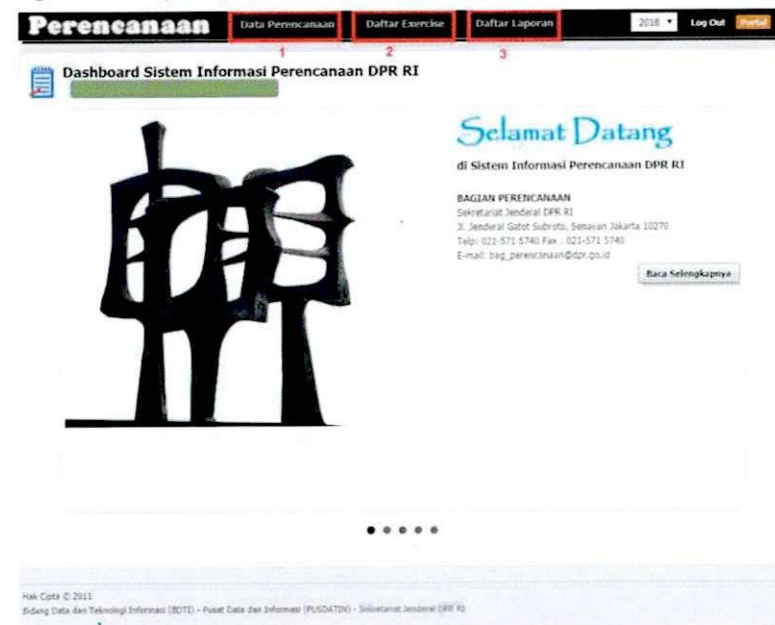 Perencanaan Data Perencanaan Daftar Exercise Daftar Laporan 2016 Log Out Portal
1 2 3
Dashboard Sistem Informasi Perencanaan DPR RI
Selamat Datang
di Sistem Informasi Perencanaan DPR RI
BAGIAN PERENCANAAN
Sekretariat Jenderal DPR RI
Jl. Jenderal Gatot Subroto, Senayan Jakarta 10270
Telp: 021-571 5740 Fax : 021-571 5740
E-mail: bag_perencanaan@dpr.go.id
Baca Selengkapnya
Hak Cipta © 2011
Bidang Data dan Teknologi Informasi (BDTI) - Pusat Data dan Informasi (PUSDATIN) - Sekretariat Jenderal DPR RI